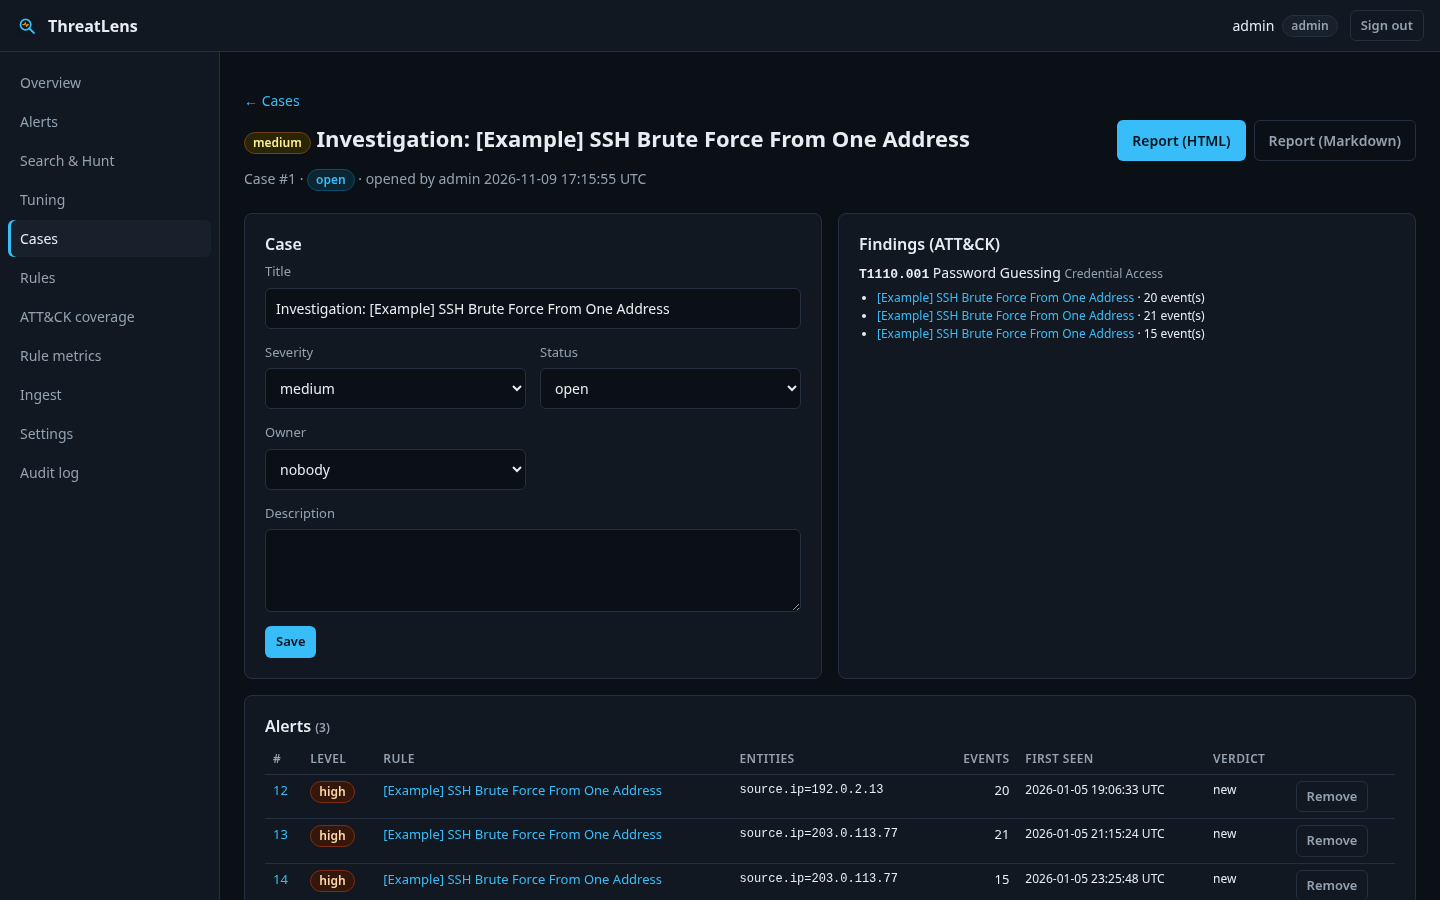 ThreatLens
admin admin Sign out
Overview
Alerts
Search & Hunt
Tuning
Cases
Rules
ATT&CK coverage
Rule metrics
Ingest
Settings
Audit log
← Cases
medium Investigation: [Example] SSH Brute Force From One Address
Report (HTML) Report (Markdown)
Case #1 · open · opened by admin 2026-11-09 17:15:55 UTC
Case
Title
Investigation: [Example] SSH Brute Force From One Address
Severity Status
medium open
Owner
nobody
Description
Save
Findings (ATT&CK)
T1110.001 Password Guessing Credential Access
• [Example] SSH Brute Force From One Address · 20 event(s)
• [Example] SSH Brute Force From One Address · 21 event(s)
• [Example] SSH Brute Force From One Address · 15 event(s)
Alerts (3)
# LEVEL RULE ENTITIES EVENTS FIRST SEEN VERDICT
12 high [Example] SSH Brute Force From One Address source.ip=192.0.2.13 20 2026-01-05 19:06:33 UTC new Remove
13 high [Example] SSH Brute Force From One Address source.ip=203.0.113.77 21 2026-01-05 21:15:24 UTC new Remove
14 high [Example] SSH Brute Force From One Address source.ip=203.0.113.77 15 2026-01-05 23:25:48 UTC new Remove